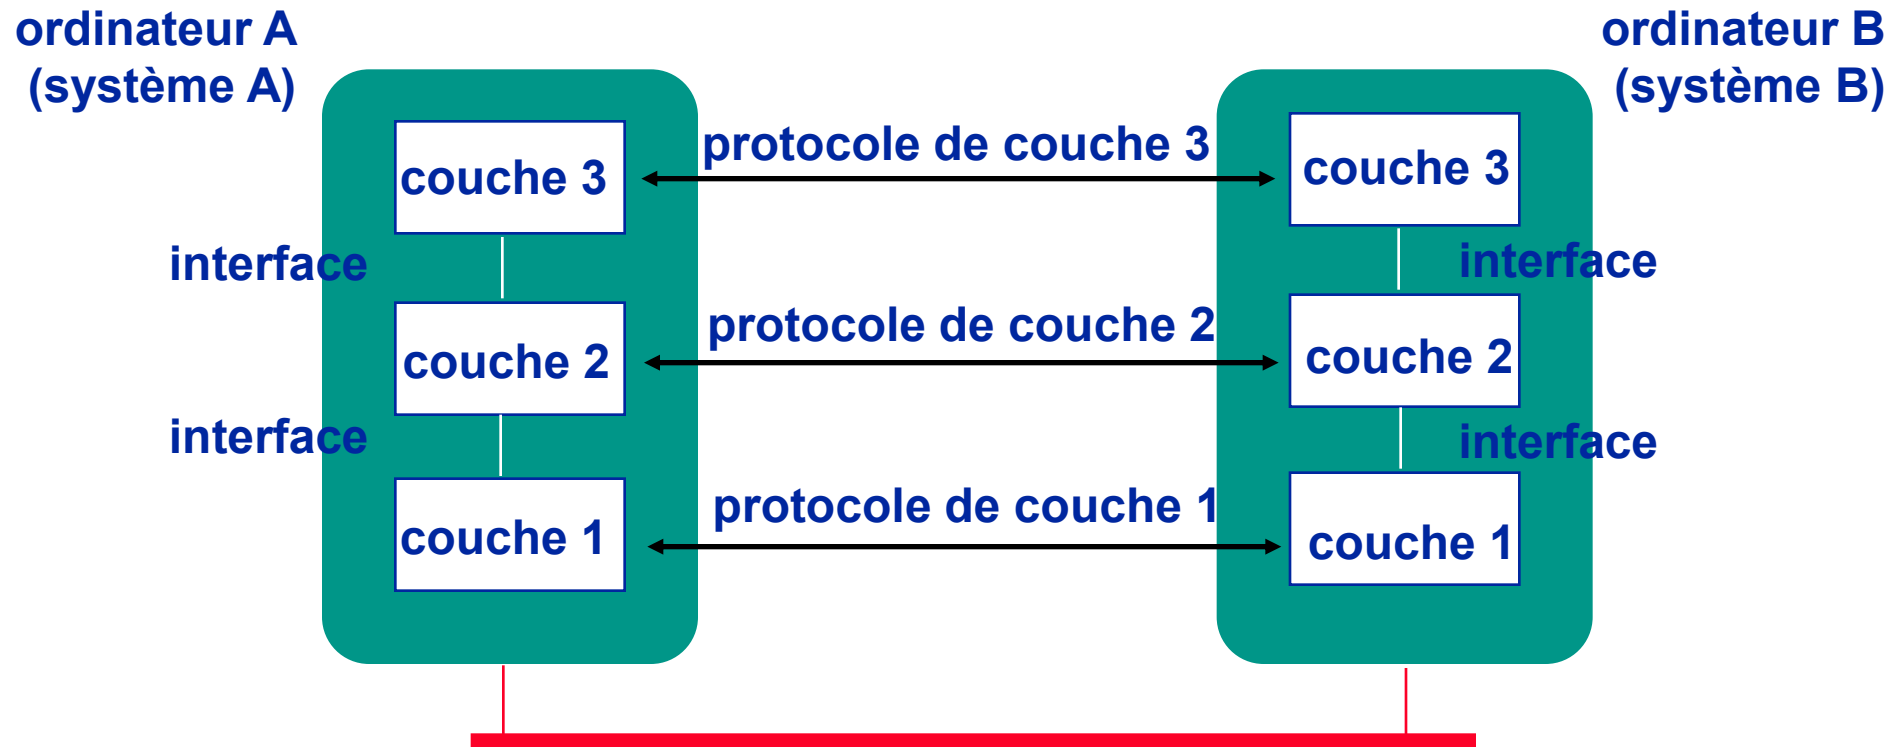 ordinateur A
(système A)
ordinateur B
(système B)
couche 3
protocole de couche 3
couche 3
interface
interface
couche 2
protocole de couche 2
couche 2
interface
interface
couche 1
protocole de couche 1
couche 1